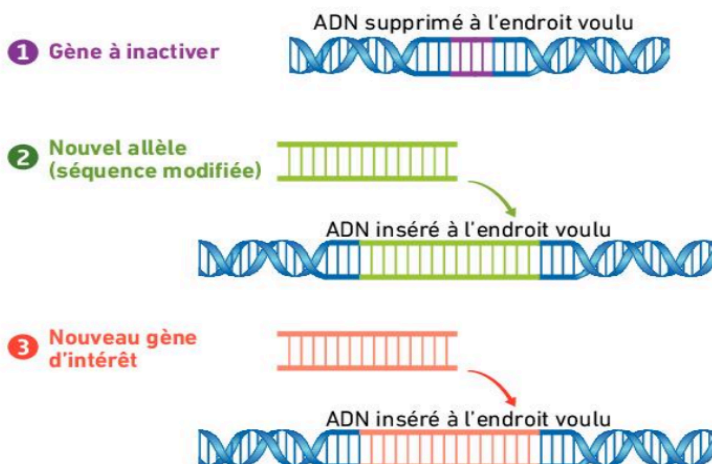 ADN supprimé à l'endroit voulu
1 Gène à inactiver
2 Nouvel allèle
(séquence modifiée)
ADN inséré à l'endroit voulu
3 Nouveau gène
d'intérêt
ADN inséré à l'endroit voulu